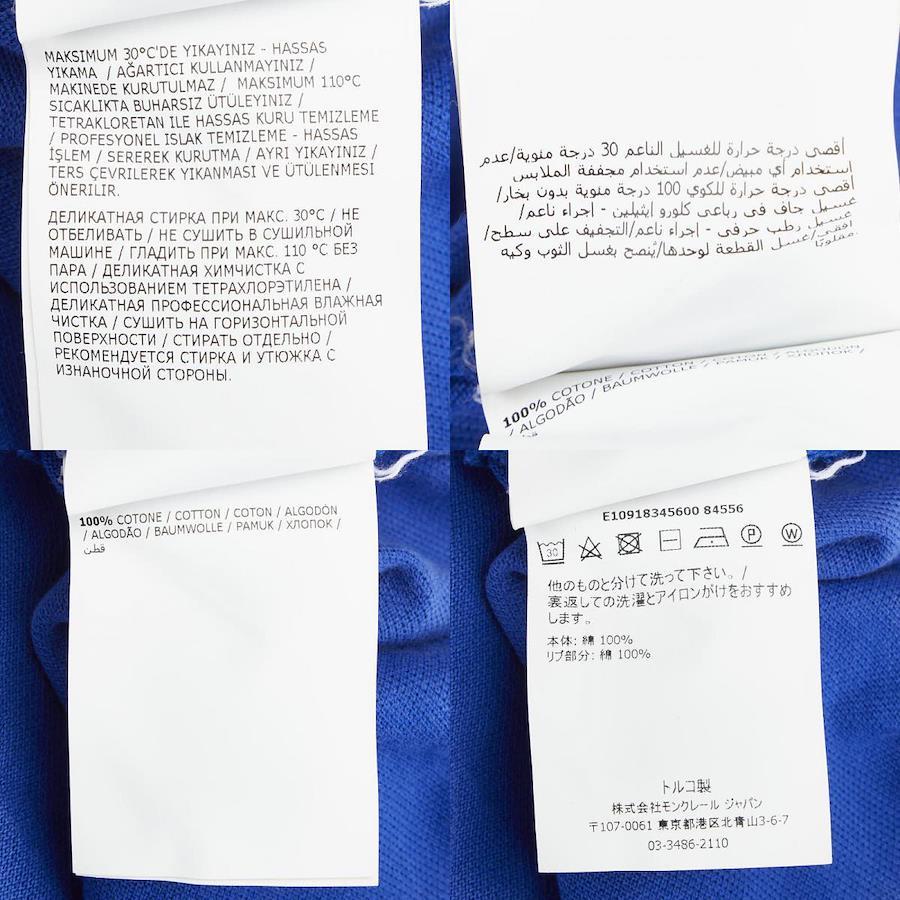 MAKSIMUM 30°C'DE YIKAYINIZ - HASSAS
YIKAMA / AĞARTICI KULLANMAYINIZ /
MAKINEDE KURUTULMAZ / MAKSIMUM 110°C
SICAKLIKTA BUHARSIZ ÜTÜLEYINIZ /
TETRAKLORETAN ILE HASSAS KURU TEMIZLEME
/ PROFESYONEL ISLAK TEMIZLEME - HASSAS
İŞLEM / SEREREK KURUTMA / AYRI YIKAYINIZ /
TERS ÇEVRILEREK YIKANMASI VE ÜTÜLENMESI
ÖNERILIR.
ДЕЛИКАТНАЯ СТИРКА ПРИ МАКС. 30°C / НЕ
ОТБЕЛИВАТЬ / НЕ СУШИТЬ В СУШИЛЬНОЙ
МАШИНЕ / ГЛАДИТЬ ПРИ МАКС. 110 °C БЕЗ
ПАРА / ДЕЛИКАТНАЯ ХИМЧИСТКА С
ИСПОЛЬЗОВАНИЕМ ТЕТРАХЛОРЭТИЛЕНА /
ДЕЛИКАТНАЯ ПРОФЕССИОНАЛЬНАЯ ВЛАЖНАЯ
ЧИСТКА / СУШИТЬ НА ГОРИЗОНТАЛЬНОЙ
ПОВЕРХНОСТИ / СТИРАТЬ ОТДЕЛЬНО /
РЕКОМЕНДУЕТСЯ СТИРКА И УТЮЖКА С
ИЗНАНОЧНОЙ СТОРОНЫ.
أقصى درجة حرارة للغسيل الناعم 30 درجة مئوية/عدم
استخدام أي مبيض/عدم استخدام مجففة الملابس
أقصى درجة حرارة للكوي 100 درجة مئوية بدون بخار/
غسيل جاف في رباعي كلورو ايثيلين - اجراء ناعم/
غسيل رطب حرفي - اجراء ناعم/التجفيف على سطح/
أفقي/غسل القطعة لوحدها/يُنصح بغسل الثوب وكيه
مقلوبًا.
100% COTONE / COTTON / COTON / ALGODÓN
/ ALGODÃO / BAUMWOLLE / PAMUK / ХЛОПОК /
100% COTONE / COTTON / COTON / ALGODÓN
/ ALGODÃO / BAUMWOLLE / PAMUK / ХЛОПОК /
قطن
E10918345600 84556
30 P W
他のものと分けて洗って下さい。/
裏返しての洗濯とアイロンがけをおすすめ
します。
本体: 綿 100%
リブ部分: 綿 100%
トルコ製
株式会社モンクレール ジャパン
〒107-0061 東京都港区北青山3-6-7
03-3486-2110